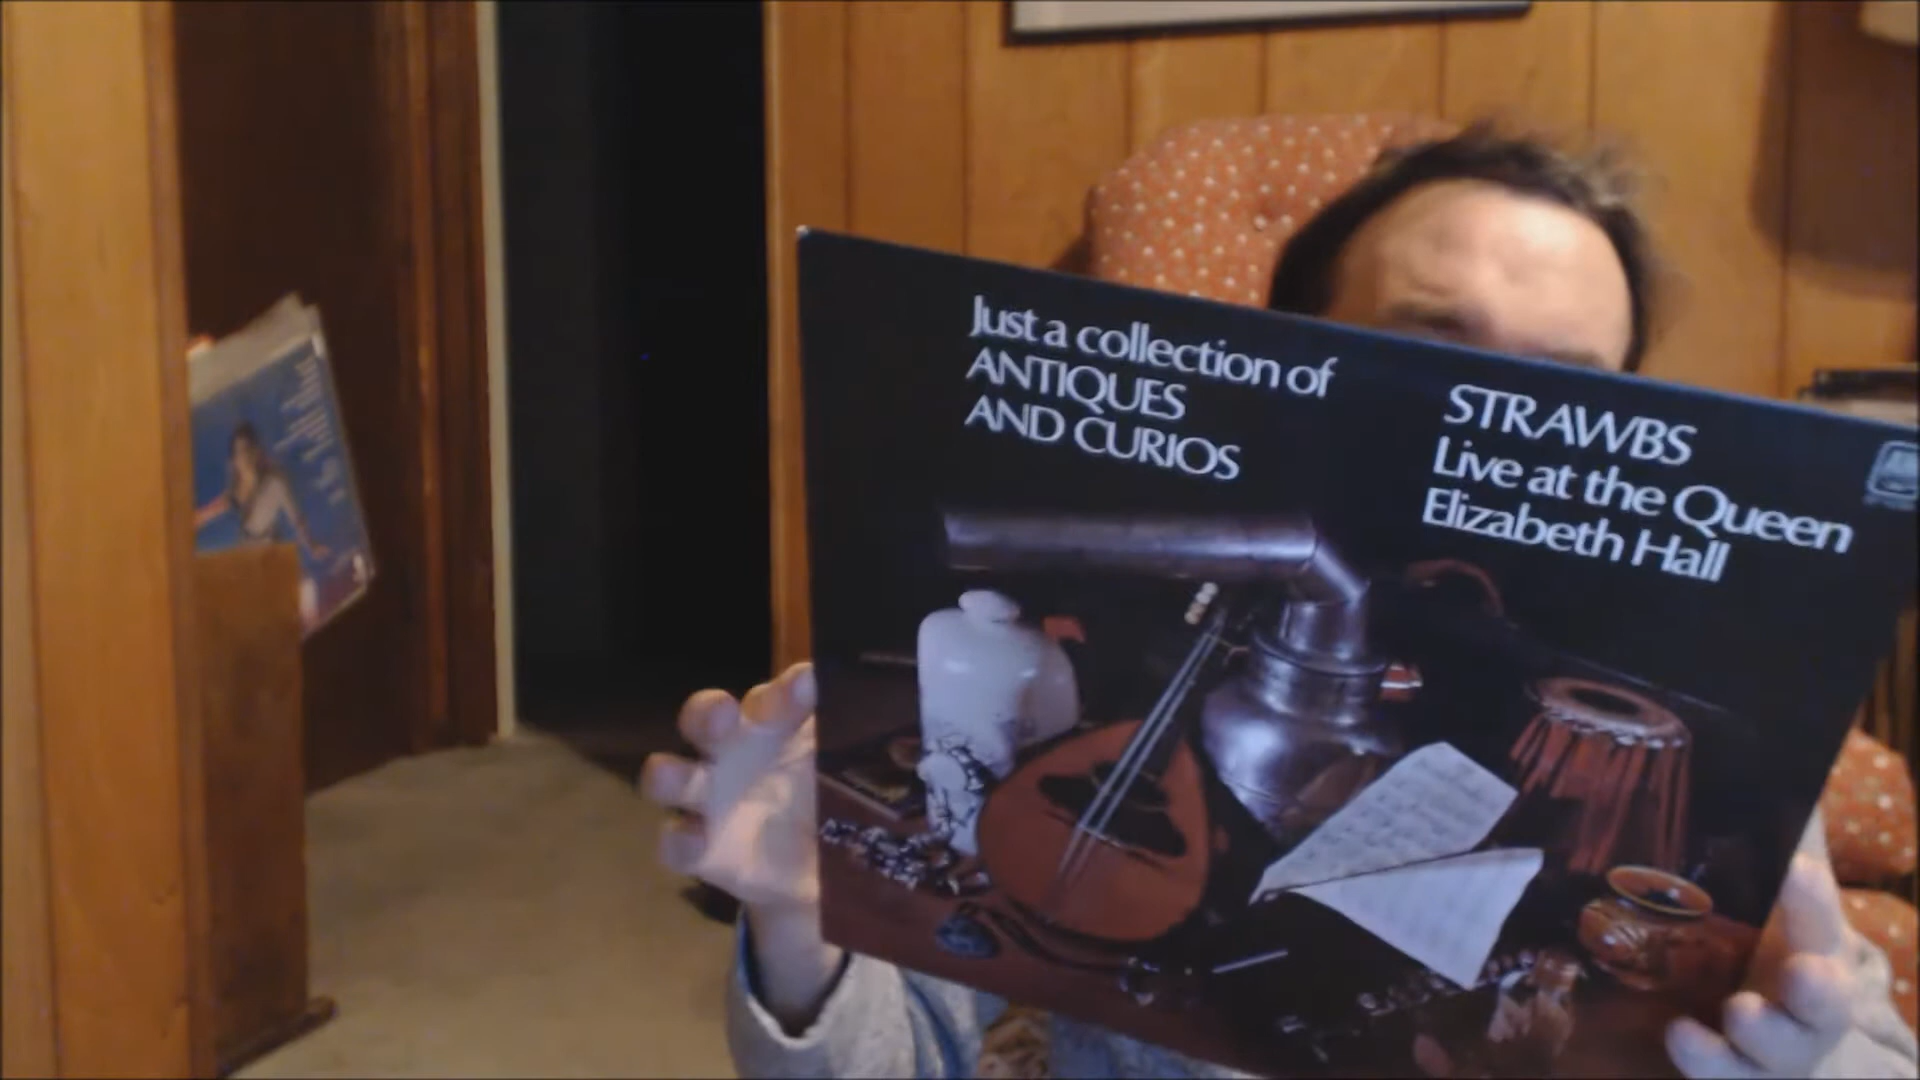 Just a collection of
ANTIQUES
AND CURIOS
STRAWBS
Live at the Queen
Elizabeth Hall